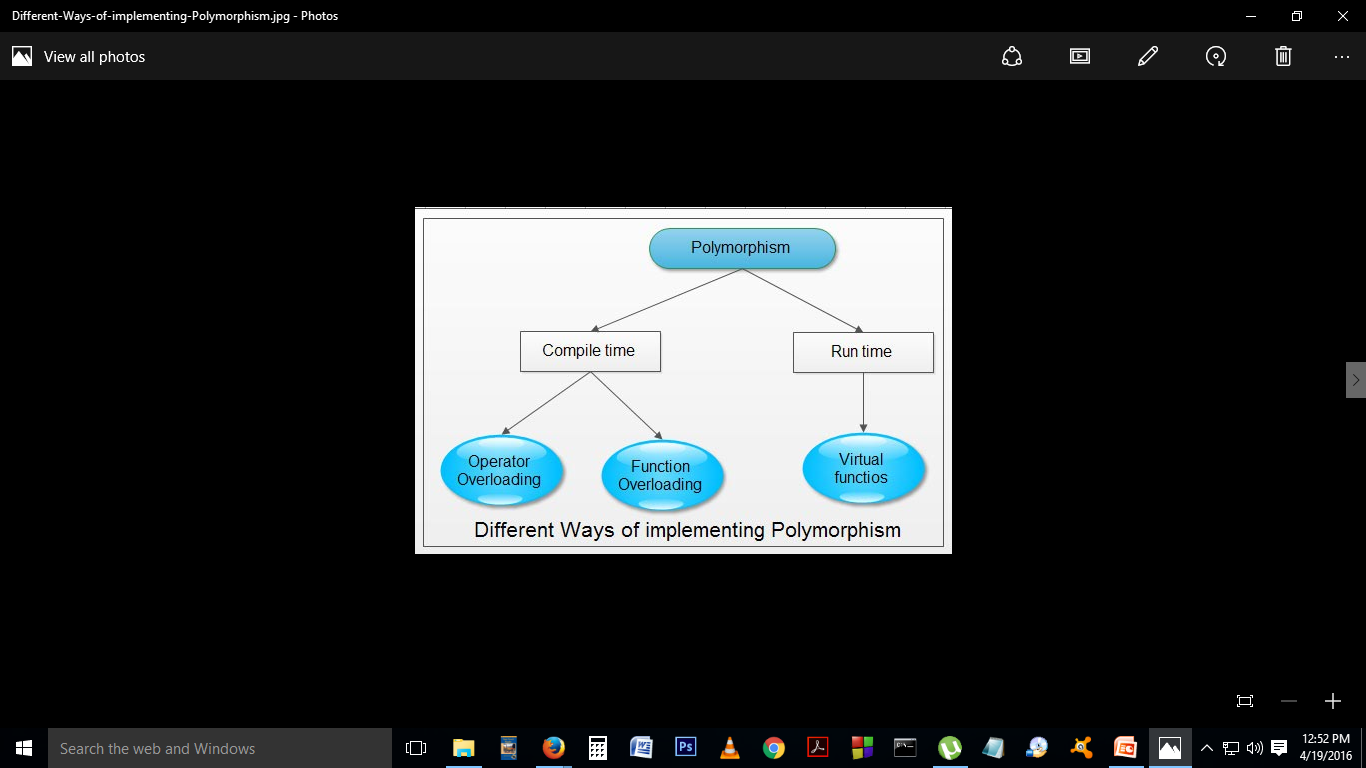 Different-Ways-of-implementing-Polymorphism.jpg - Photos
View all photos
Polymorphism
Compile time
Run time
Operator
Overloading
Function
Overloading
Virtual
functios
Different Ways of implementing Polymorphism
Search the web and Windows
W
Ps
C:\.
12:52 PM
4/19/2016